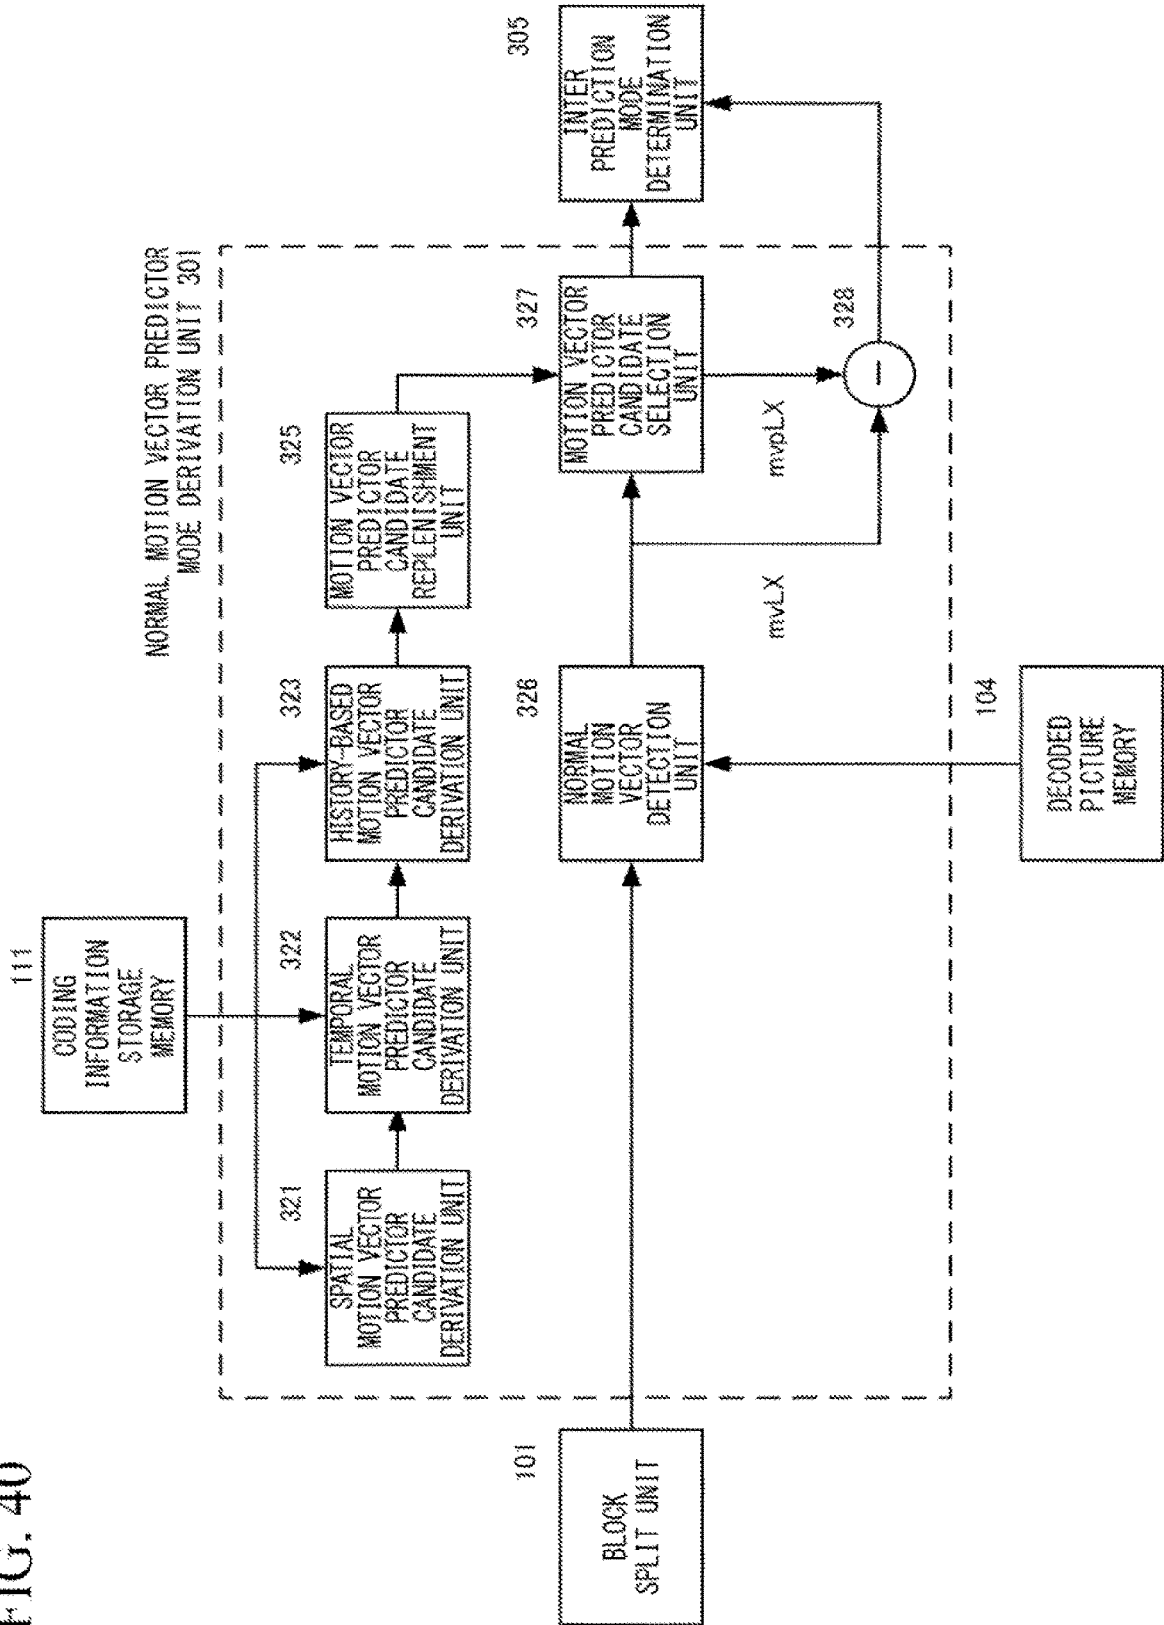 FIG. 40
111
CODING
INFORMATION
STORAGE
MEMORY
NORMAL MOTION VECTOR PREDICTOR
MODE DERIVATION UNIT 301
321
SPATIAL
MOTION VECTOR
PREDICTOR
CANDIDATE
DERIVATION UNIT
322
TEMPORAL
MOTION VECTOR
PREDICTOR
CANDIDATE
DERIVATION UNIT
323
HISTORY-BASED
MOTION VECTOR
PREDICTOR
CANDIDATE
DERIVATION UNIT
325
MOTION VECTOR
PREDICTOR
CANDIDATE
REPLENISHMENT
UNIT
101
BLOCK
SPLIT UNIT
326
NORMAL
MOTION
VECTOR
DETECTION
UNIT
327
MOTION VECTOR
PREDICTOR
CANDIDATE
SELECTION
UNIT
305
INTER
PREDICTION
MODE
DETERMINATION
UNIT
mvLX
mvpLX
328
104
DECODED
PICTURE
MEMORY